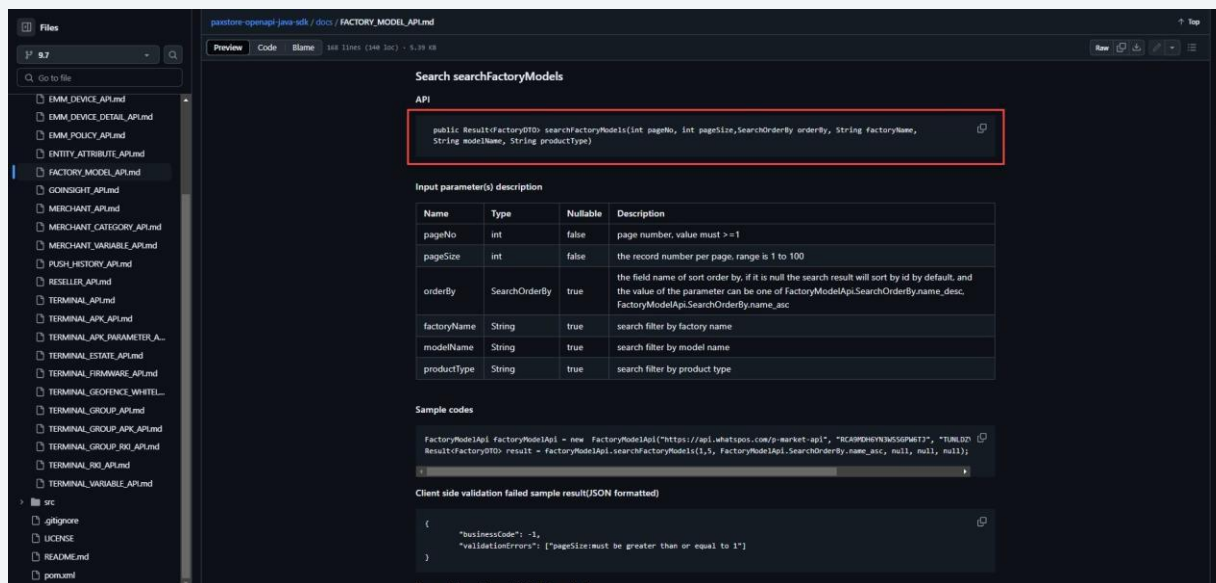 Files
paxstore-openapi-java-sdk / docs / FACTORY_MODEL_API.md
Top
9.7
Preview Code Blame 168 lines (140 loc) · 5.39 KB
Raw
Go to file
EMM_DEVICE_API.md
EMM_DEVICE_DETAIL_API.md
EMM_POLICY_API.md
ENTITY_ATTRIBUTE_API.md
FACTORY_MODEL_API.md
GOINSIGHT_API.md
MERCHANT_API.md
MERCHANT_CATEGORY_API.md
MERCHANT_VARIABLE_API.md
PUSH_HISTORY_API.md
RESELLER_API.md
TERMINAL_API.md
TERMINAL_APK_API.md
TERMINAL_APK_PARAMETER_A...
TERMINAL_ESTATE_API.md
TERMINAL_FIRMWARE_API.md
TERMINAL_GEOFENCE_WHITEL...
TERMINAL_GROUP_API.md
TERMINAL_GROUP_APK_API.md
TERMINAL_GROUP_RKI_API.md
TERMINAL_RKI_API.md
TERMINAL_VARIABLE_API.md
src
.gitignore
LICENSE
README.md
pom.xml
Search searchFactoryModels
API
public Result<FactoryDTO> searchFactoryModels(int pageNo, int pageSize,SearchOrderBy orderBy, String factoryName,
String modelName, String productType)
Input parameter(s) description
Name Type Nullable Description
pageNo int false page number, value must >=1
pageSize int false the record number per page, range is 1 to 100
orderBy SearchOrderBy true the field name of sort order by, if it is null the search result will sort by id by default, and
the value of the parameter can be one of FactoryModelApi.SearchOrderBy.name_desc,
FactoryModelApi.SearchOrderBy.name_asc
factoryName String true search filter by factory name
modelName String true search filter by model name
productType String true search filter by product type
Sample codes
FactoryModelApi factoryModelApi = new FactoryModelApi("https://api.whatspos.com/p-market-api", "RCA9MDH6YN3WSSGPW6TJ", "TUNLDZ
Result<FactoryDTO> result = factoryModelApi.searchFactoryModels(1,5, FactoryModelApi.SearchOrderBy.name_asc, null, null, null);
Client side validation failed sample result(JSON formatted)
{
"businessCode": -1,
"validationErrors": ["pageSize:must be greater than or equal to 1"]
}